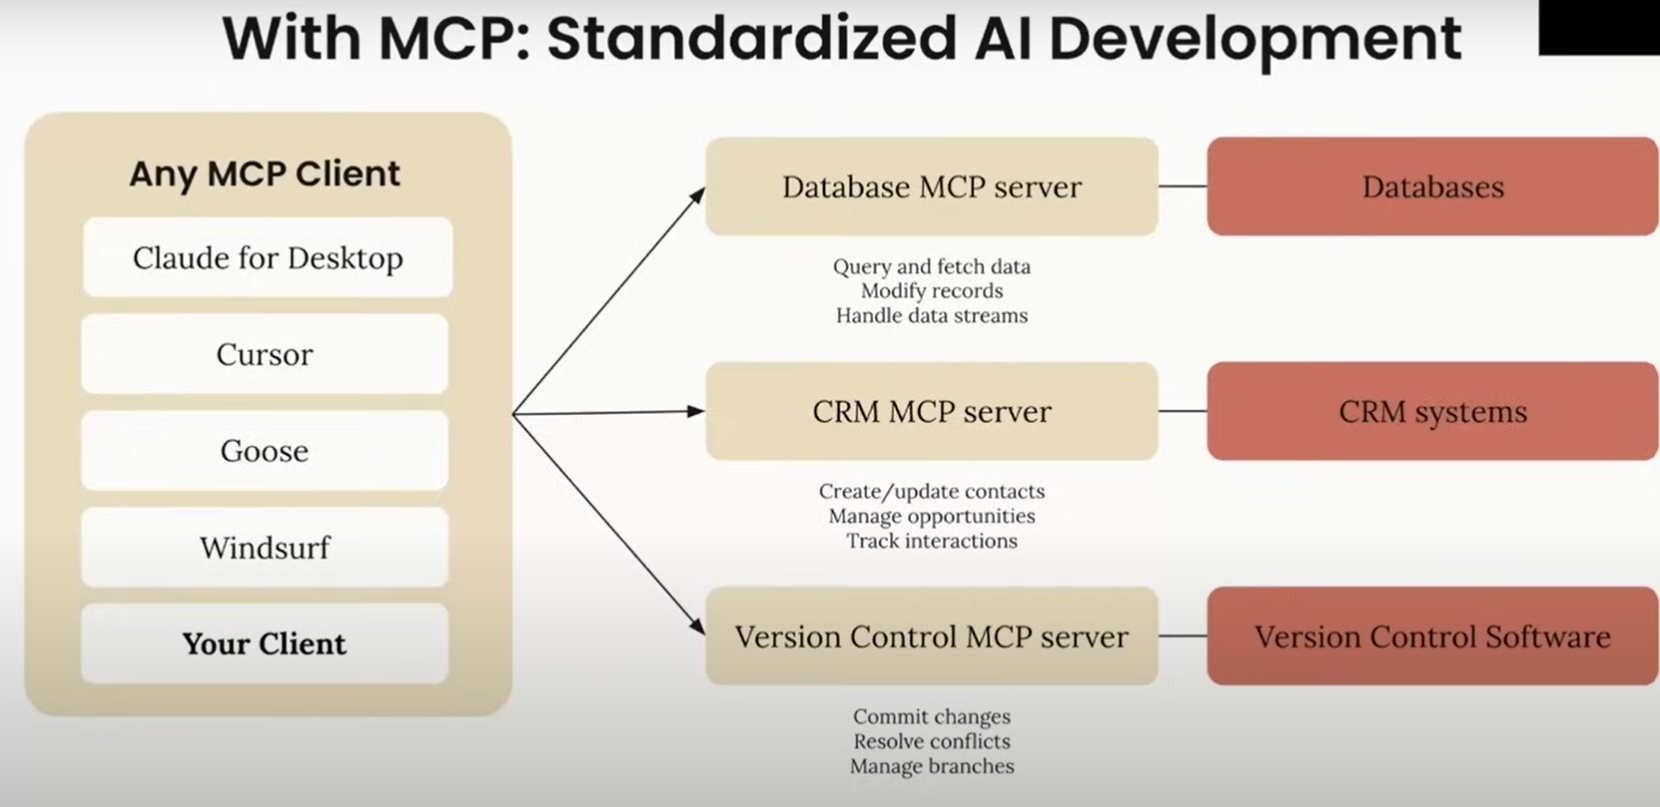 With MCP: Standardized AI Development
Any MCP Client
Claude for Desktop
Cursor
Goose
Windsurf
Your Client
Database MCP server
Databases
Query and fetch data
Modify records
Handle data streams
CRM MCP server
CRM systems
Create/update contacts
Manage opportunities
Track interactions
Version Control MCP server
Version Control Software
Commit changes
Resolve conflicts
Manage branches